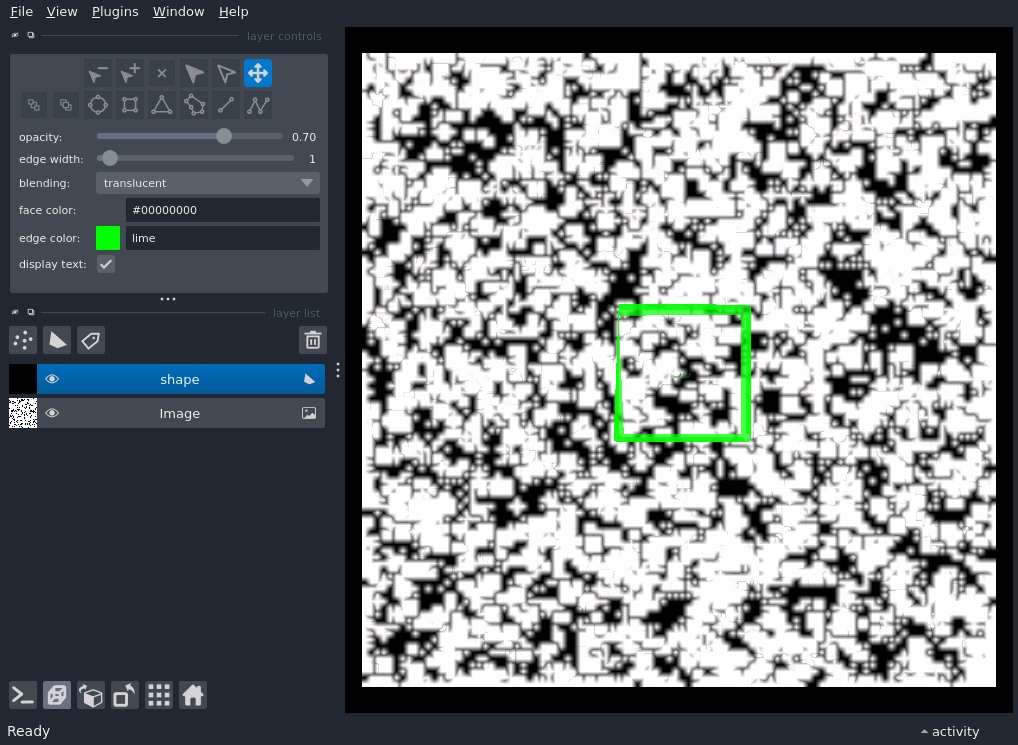 File View Plugins Window Help
layer controls
opacity: 0.70
edge width: 1
blending: translucent
face color: #00000000
edge color: lime
display text:
layer list
shape
Image
Ready
activity